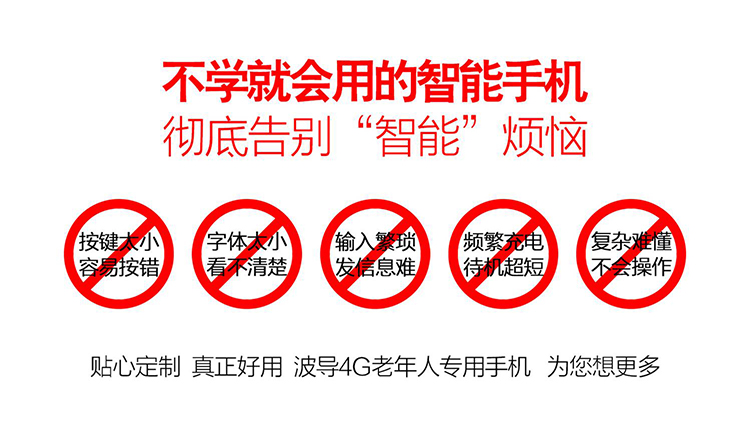 不学就会用的智能手机
彻底告别“智能”烦恼
按键太小
容易按错
字体太小
看不清楚
输入繁琐
发信息难
频繁充电
待机超短
复杂难懂
不会操作
贴心定制 真正好用 波导4G老年人专用手机 为您想更多